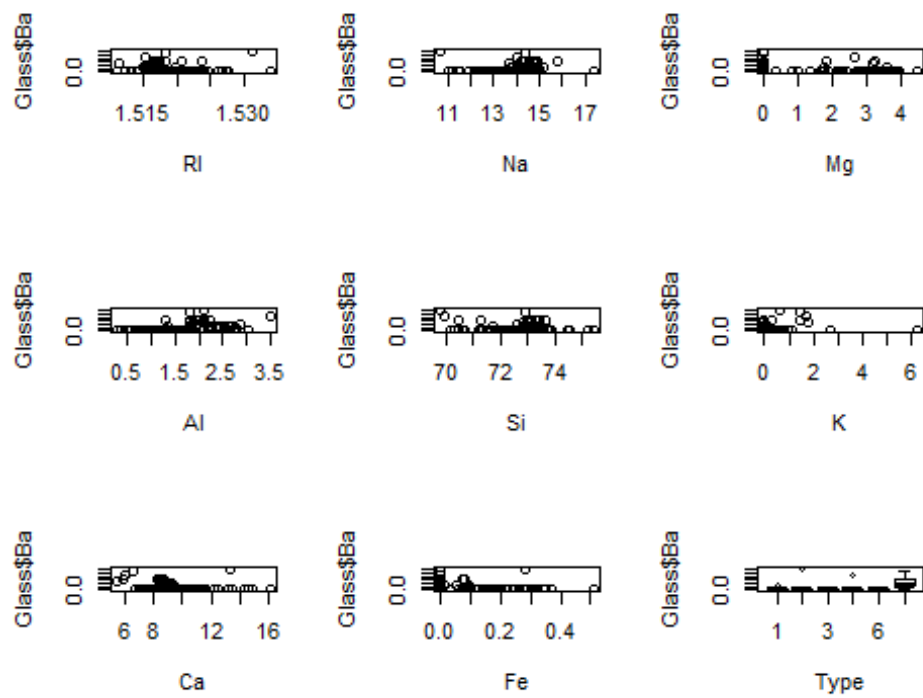 Glass$Ba
0.0
1.515 1.530
RI
Glass$Ba
0.0
11 13 15 17
Na
Glass$Ba
0.0
0 1 2 3 4
Mg
Glass$Ba
0.0
0.5 1.5 2.5 3.5
Al
Glass$Ba
0.0
70 72 74
Si
Glass$Ba
0.0
0 2 4 6
K
Glass$Ba
0.0
6 8 12 16
Ca
Glass$Ba
0.0
0.0 0.2 0.4
Fe
Glass$Ba
0.0
1 3 6
Type